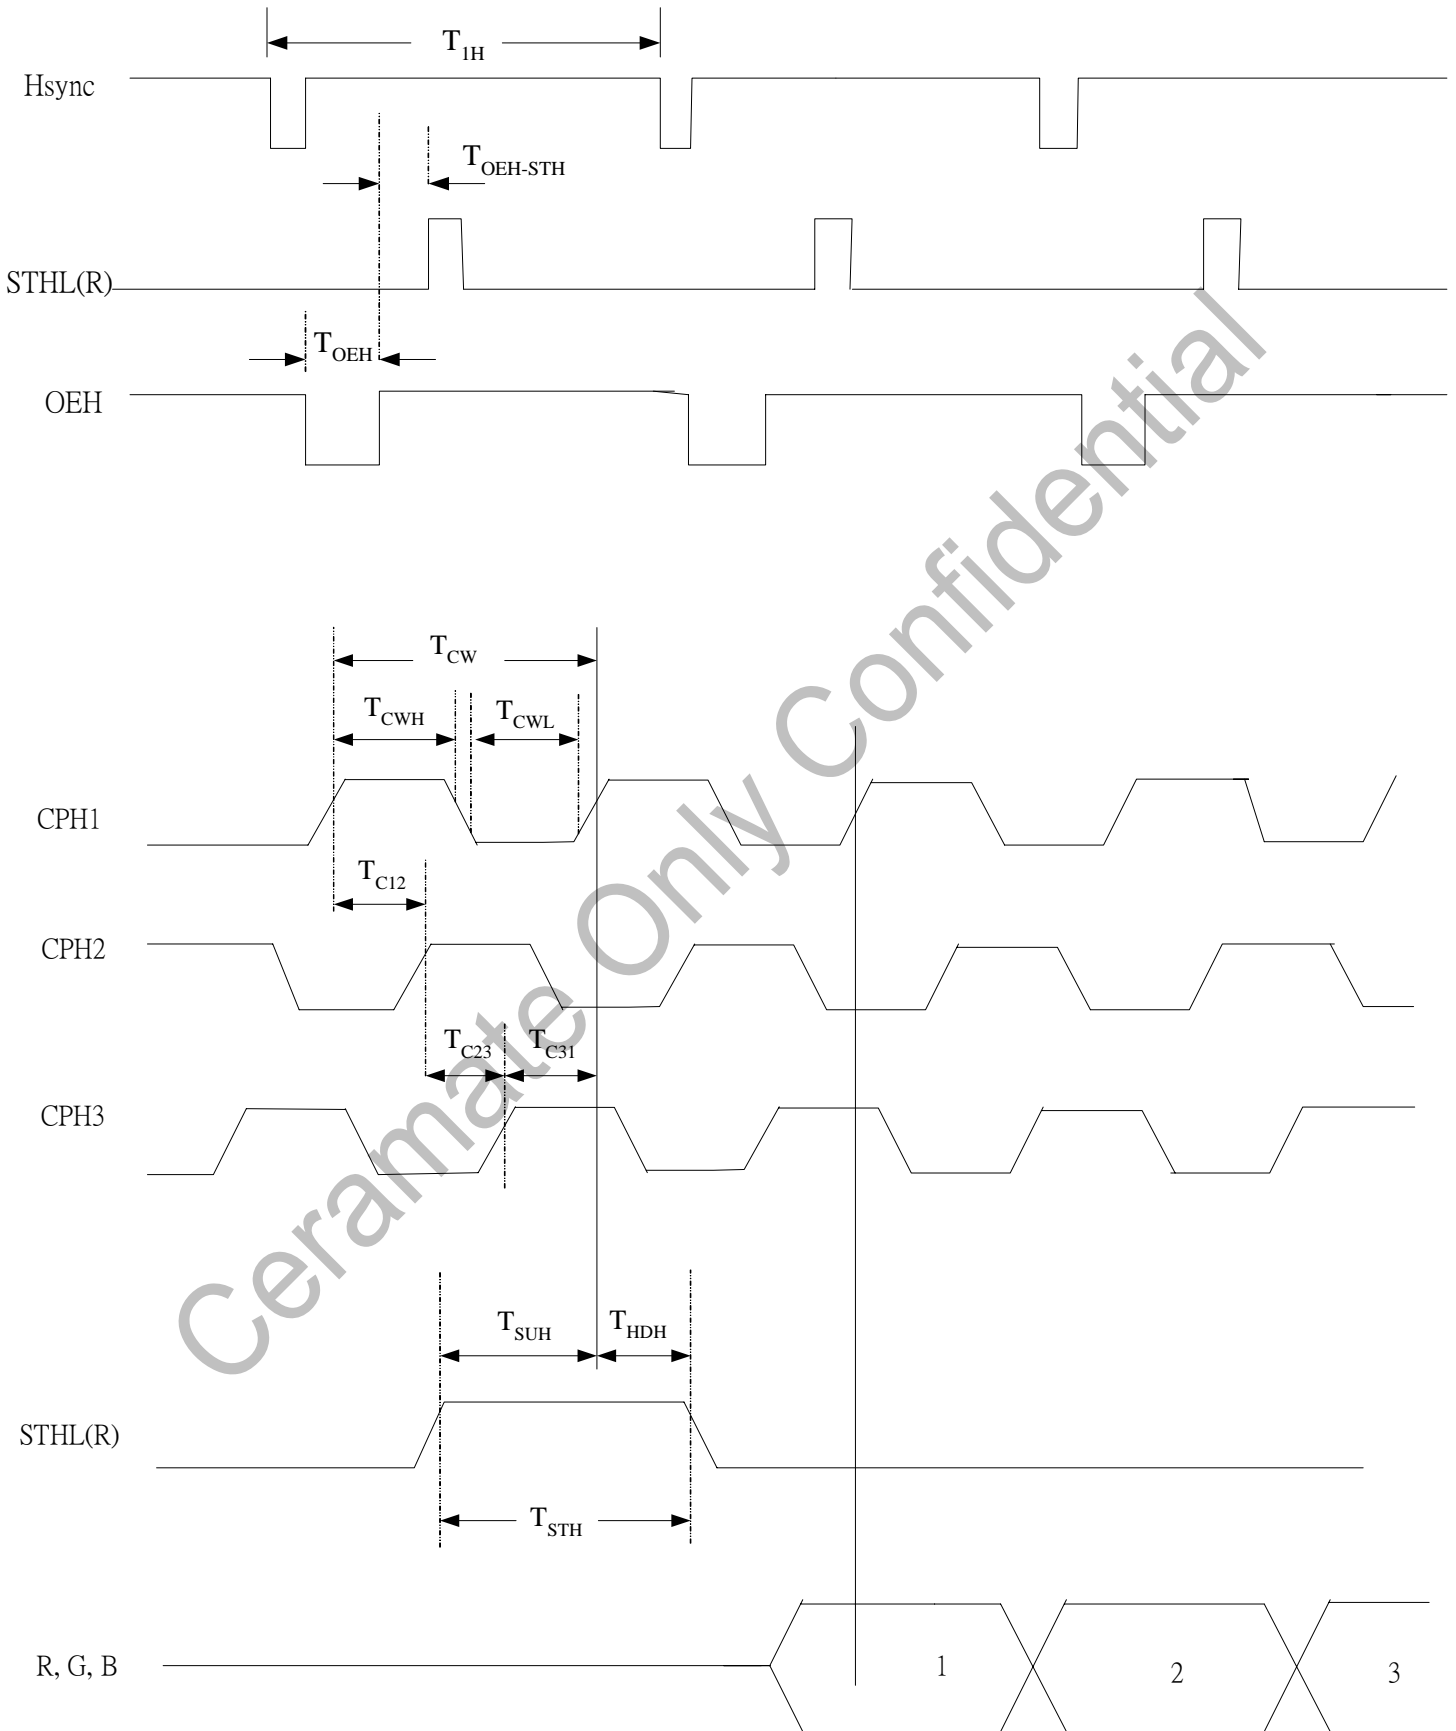 T1H
Hsync
TOEH-STH
STHL(R)
TOEH
OEH
TCW
TCWH
TCWL
CPH1
TC12
CPH2
TC23
TC31
CPH3
TSUH
THDH
STHL(R)
TSTH
R, G, B
1
2
3
Ceramate Only Confidential